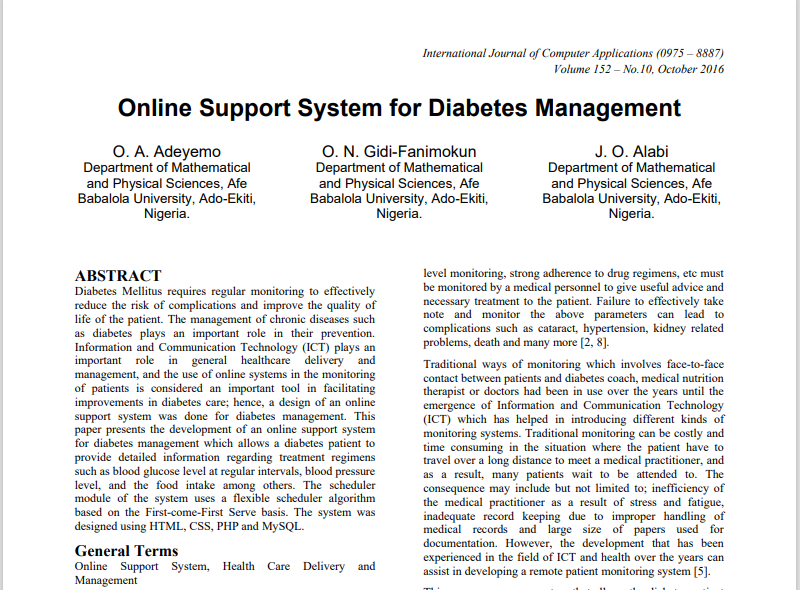 International Journal of Computer Applications (0975 – 8887)
Volume 152 – No.10, October 2016
Online Support System for Diabetes Management
O. A. Adeyemo
Department of Mathematical
and Physical Sciences, Afe
Babalola University, Ado-Ekiti,
Nigeria.
O. N. Gidi-Fanimokun
Department of Mathematical
and Physical Sciences, Afe
Babalola University, Ado-Ekiti,
Nigeria.
J. O. Alabi
Department of Mathematical
and Physical Sciences, Afe
Babalola University, Ado-Ekiti,
Nigeria.
ABSTRACT
Diabetes Mellitus requires regular monitoring to effectively
reduce the risk of complications and improve the quality of
life of the patient. The management of chronic diseases such
as diabetes plays an important role in their prevention.
Information and Communication Technology (ICT) plays an
important role in general healthcare delivery and
management, and the use of online systems in the monitoring
of patients is considered an important tool in facilitating
improvements in diabetes care; hence, a design of an online
support system was done for diabetes management. This
paper presents the development of an online support system
for diabetes management which allows a diabetes patient to
provide detailed information regarding treatment regimens
such as blood glucose level at regular intervals, blood pressure
level, and the food intake among others. The scheduler
module of the system uses a flexible scheduler algorithm
based on the First-come-First Serve basis. The system was
designed using HTML, CSS, PHP and MySQL.
General Terms
Online Support System, Health Care Delivery and
Management
level monitoring, strong adherence to drug regimens, etc must
be monitored by a medical personnel to give useful advice and
necessary treatment to the patient. Failure to effectively take
note and monitor the above parameters can lead to
complications such as cataract, hypertension, kidney related
problems, death and many more [2, 8].
Traditional ways of monitoring which involves face-to-face
contact between patients and diabetes coach, medical nutrition
therapist or doctors had been in use over the years until the
emergence of Information and Communication Technology
(ICT) which has helped in introducing different kinds of
monitoring systems. Traditional monitoring can be costly and
time consuming in the situation where the patient have to
travel over a long distance to meet a medical practitioner, and
as a result, many patients wait to be attended to. The
consequence may include but not limited to; inefficiency of
the medical practitioner as a result of stress and fatigue,
inadequate record keeping due to improper handling of
medical records and large size of papers used for
documentation. However, the development that has been
experienced in the field of ICT and health over the years can
assist in developing a remote patient monitoring system [5].